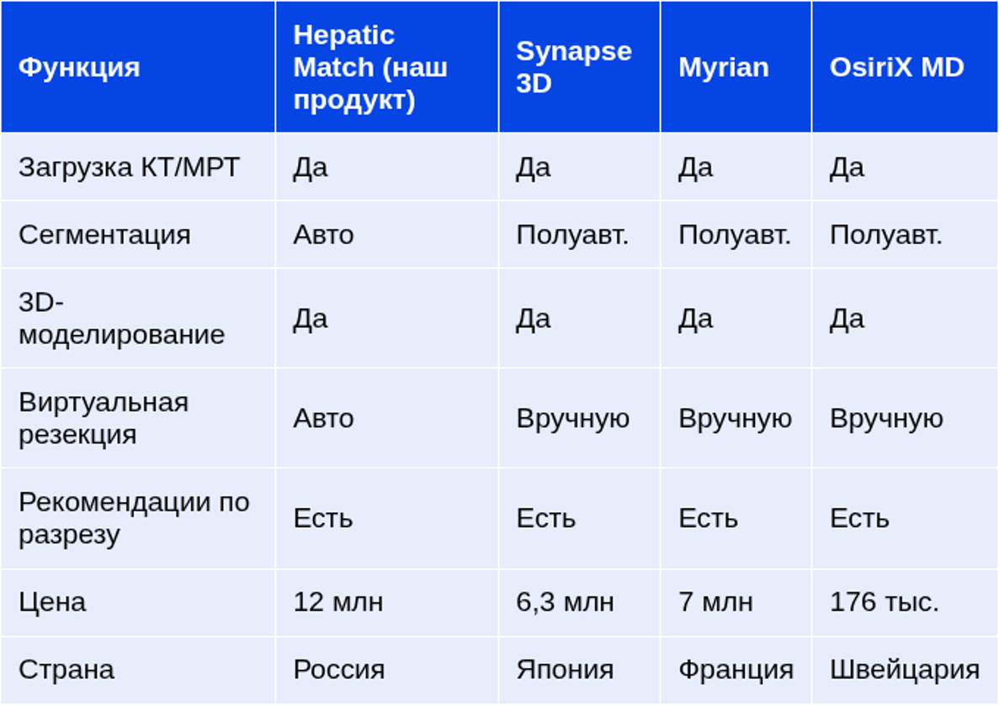 Функция
Hepatic
Match (наш
продукт)
Synapse
3D
Myrian
OsiriX MD
Загрузка КТ/МРТ
Да
Да
Да
Да
Сегментация
Авто
Полуавт.
Полуавт.
Полуавт.
3D-
моделирование
Да
Да
Да
Да
Виртуальная
резекция
Авто
Вручную
Вручную
Вручную
Рекомендации по
разрезу
Есть
Есть
Есть
Есть
Цена
12 млн
6,3 млн
7 млн
176 тыс.
Страна
Россия
Япония
Франция
Швейцария